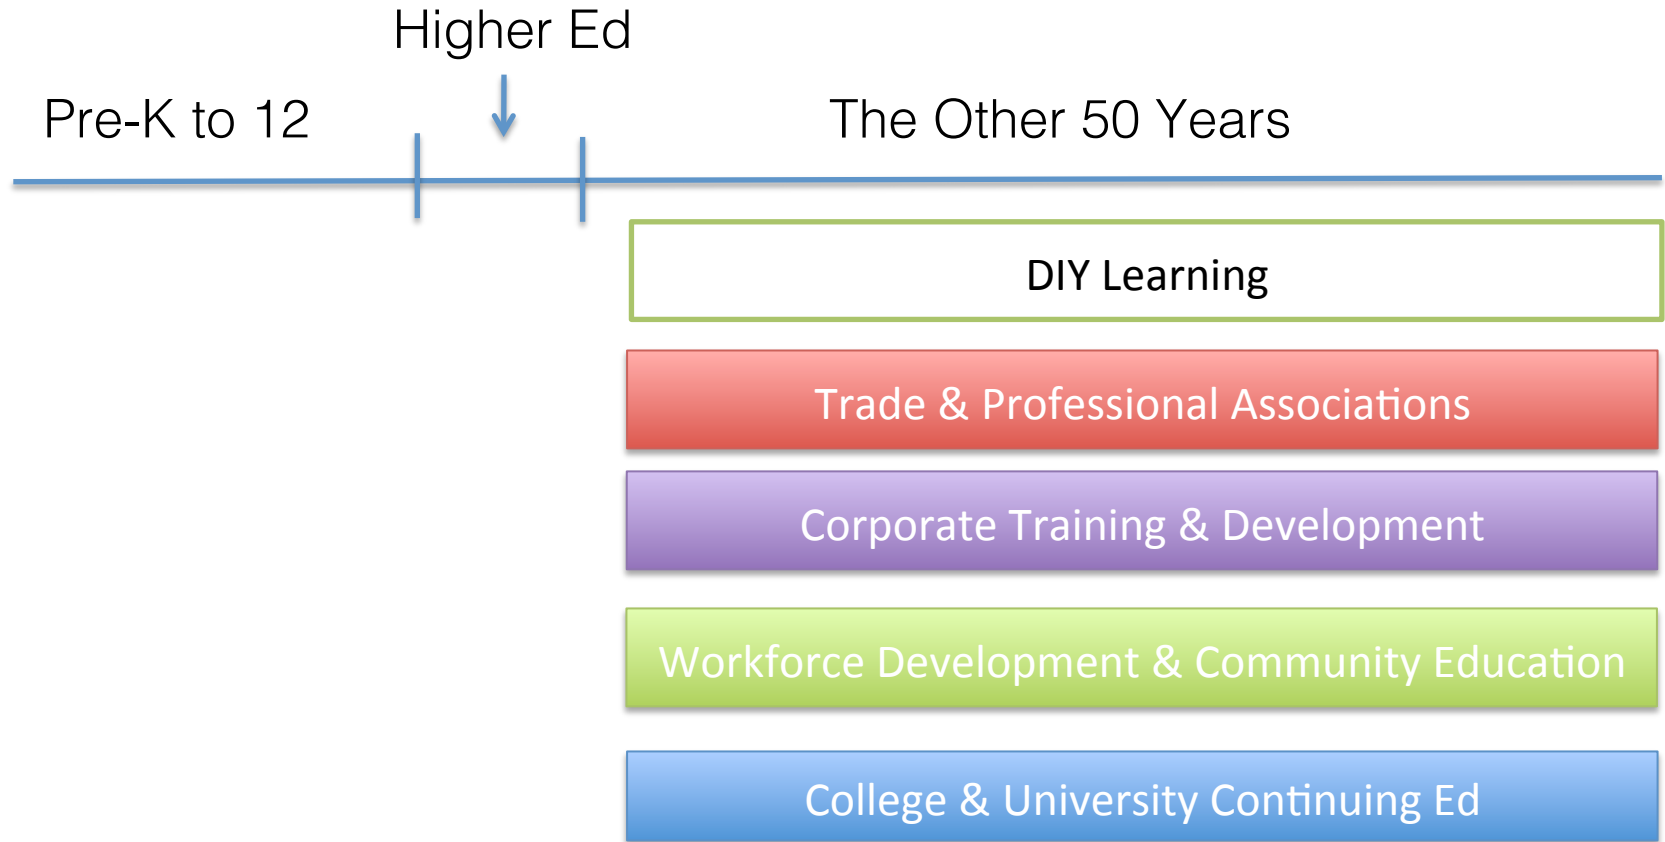 Higher Ed
Pre-K to 12
The Other 50 Years
DIY Learning
Trade & Professional Associations
Corporate Training & Development
Workforce Development & Community Education
College & University Continuing Ed